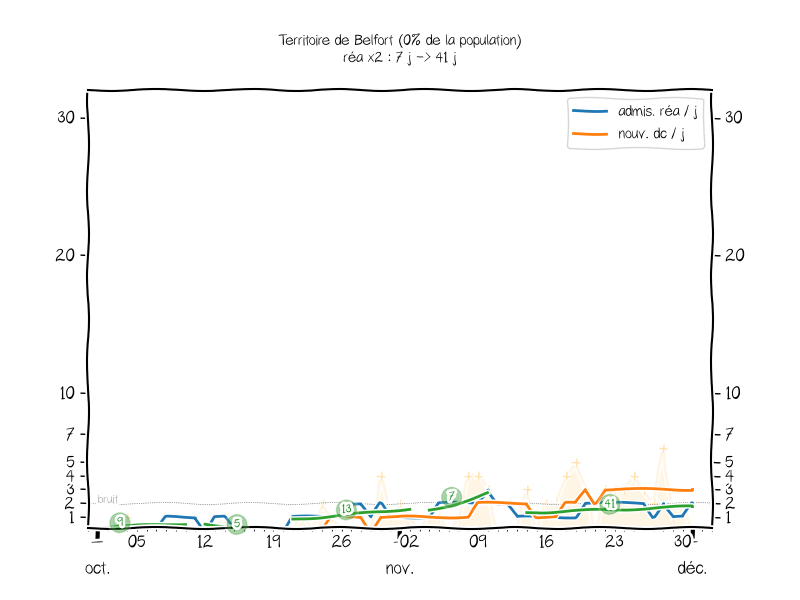 Territoire de Belfort (0% de la population)
réa x2 : 7 j -> 41 j
admis. réa / j
nouv. dc / j
30 30
20 20
10 10
7 7
5 5
4 4
3 3
2 2
1 1
bruit
9 5 13 7 41
05 12 19 26 02 09 16 23 30
oct. nov. déc.